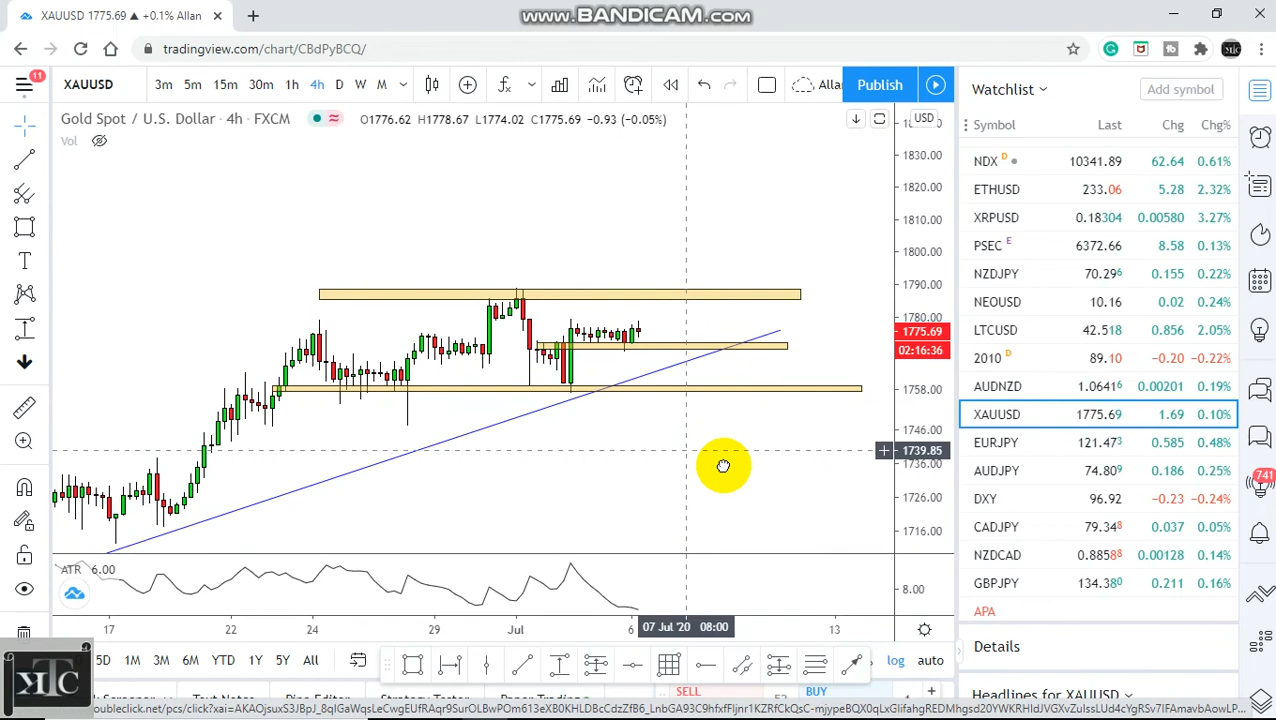 XAUUSD 1775.69 ▲ +0.1% Allan
www.BANDICAM.com
tradingview.com/chart/CBdPyBCQ/
11
XAUUSD 3m 5m 15m 30m 1h 4h D W M Allan Publish
Watchlist Add symbol
Gold Spot / U.S. Dollar · 4h · FXCM O1776.62 H1778.67 L1774.02 C1775.69 −0.93 (−0.05%) USD
Vol
Symbol Last Chg Chg%
NDX D 10341.89 62.64 0.61%
ETHUSD 233.06 5.28 2.32%
XRPUSD 0.18304 0.00580 3.27%
PSEC E 6372.66 8.58 0.13%
NZDJPY 70.296 0.155 0.22%
NEOUSD 10.16 0.02 0.24%
LTCUSD 42.518 0.856 2.05%
2010 D 89.10 -0.20 -0.22%
AUDNZD 1.06416 0.00201 0.19%
XAUUSD 1775.69 1.69 0.10%
EURJPY 121.473 0.585 0.48%
AUDJPY 74.809 0.186 0.25%
DXY 96.92 -0.23 -0.24%
CADJPY 79.348 0.037 0.05%
NZDCAD 0.88588 0.00128 0.14%
GBPJPY 134.380 0.211 0.16%
APA
741
1830.00
1820.00
1810.00
1800.00
1790.00
1780.00
1775.69
02:16:36
1758.00
1746.00
1739.85
1736.00
1726.00
1716.00
ATR 6.00
8.00
17 22 24 29 Jul 6 07 Jul '20 08:00 13
5D 1M 3M 6M YTD 1Y 5Y All log auto
Details
KTC
Text Notes Pine Editor Strategy Tester Paper Trading SELL BUY
Headlines for XAUUSD